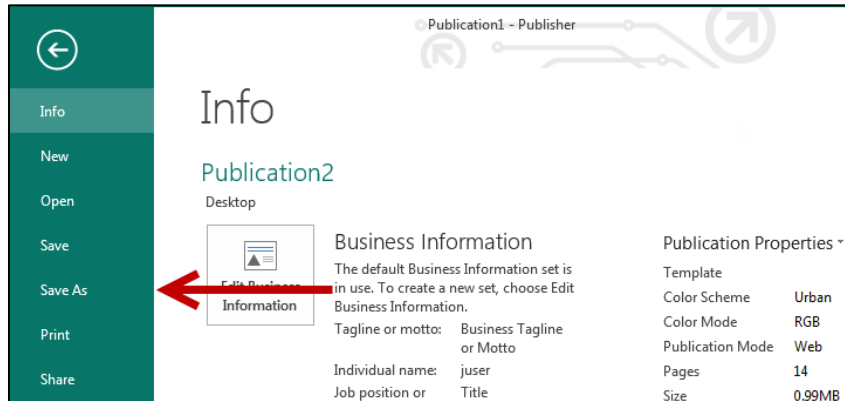 Publication1 - Publisher
Info
New
Open
Save
Save As
Print
Share
Info
Publication2
Desktop
Edit Business
Information
Business Information
The default Business Information set is
in use. To create a new set, choose Edit
Business Information.
Tagline or motto: Business Tagline
or Motto
Individual name: juser
Job position or Title
Publication Properties
Template
Color Scheme Urban
Color Mode RGB
Publication Mode Web
Pages 14
Size 0.99MB